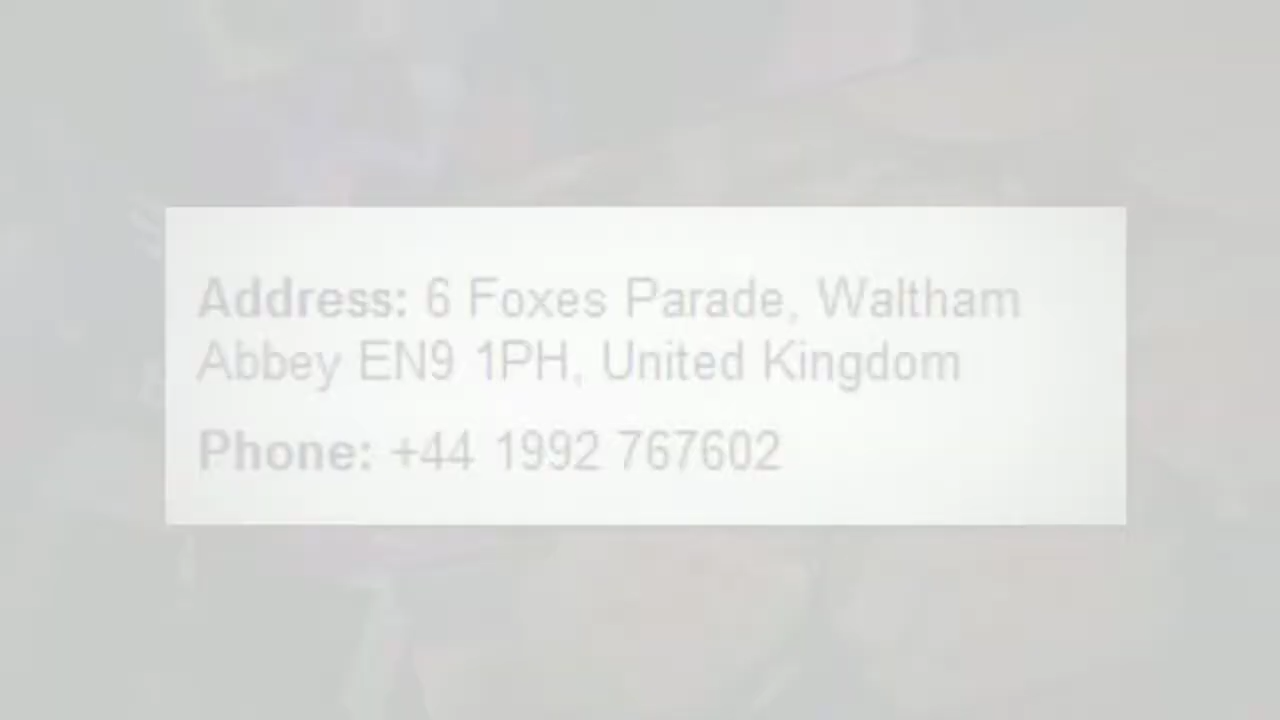 Address: 6 Foxes Parade, Waltham
Abbey EN9 1PH, United Kingdom
Phone: +44 1992 767602